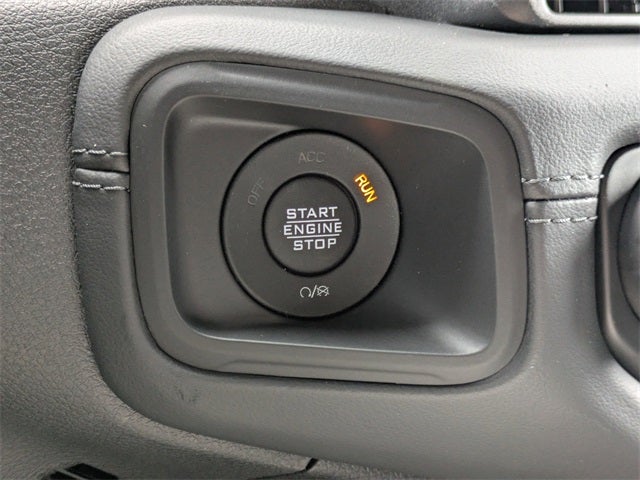 OFF ACC RUN
START
ENGINE
STOP